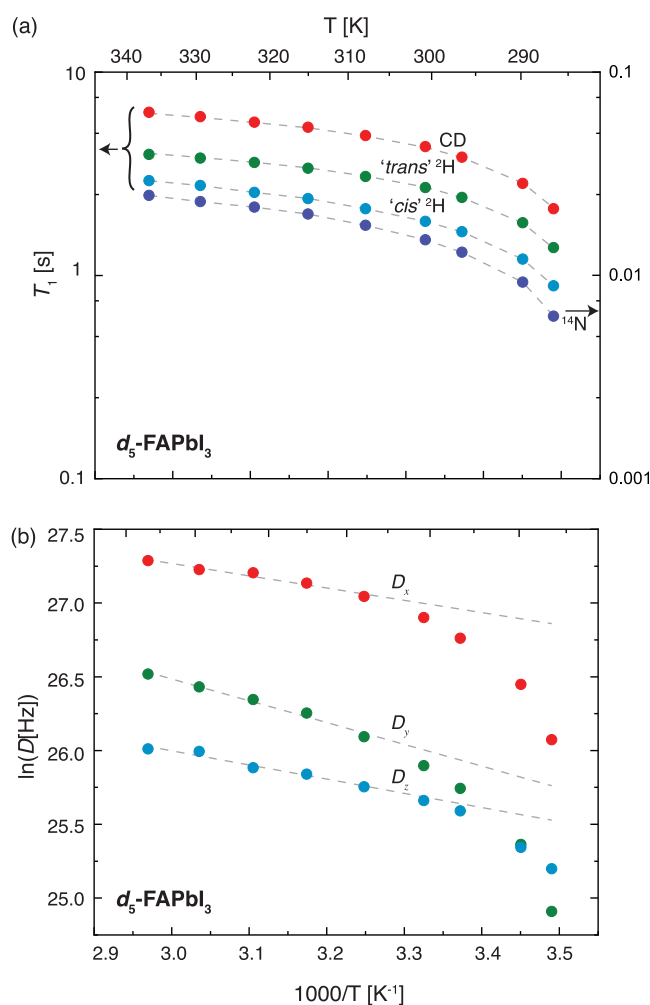 (a)
T [K]
340 330 320 310 300 290
10
0.1
CD
'trans' ²H
'cis' ²H
1
0.01
T₁ [s]
¹⁴N
d₅-FAPbI₃
0.1
0.001
(b)
27.5
Dₓ
27.0
26.5
ln(D[Hz])
D_y
26.0
D_z
25.5
25.0
d₅-FAPbI₃
2.9 3.0 3.1 3.2 3.3 3.4 3.5
1000/T [K⁻¹]